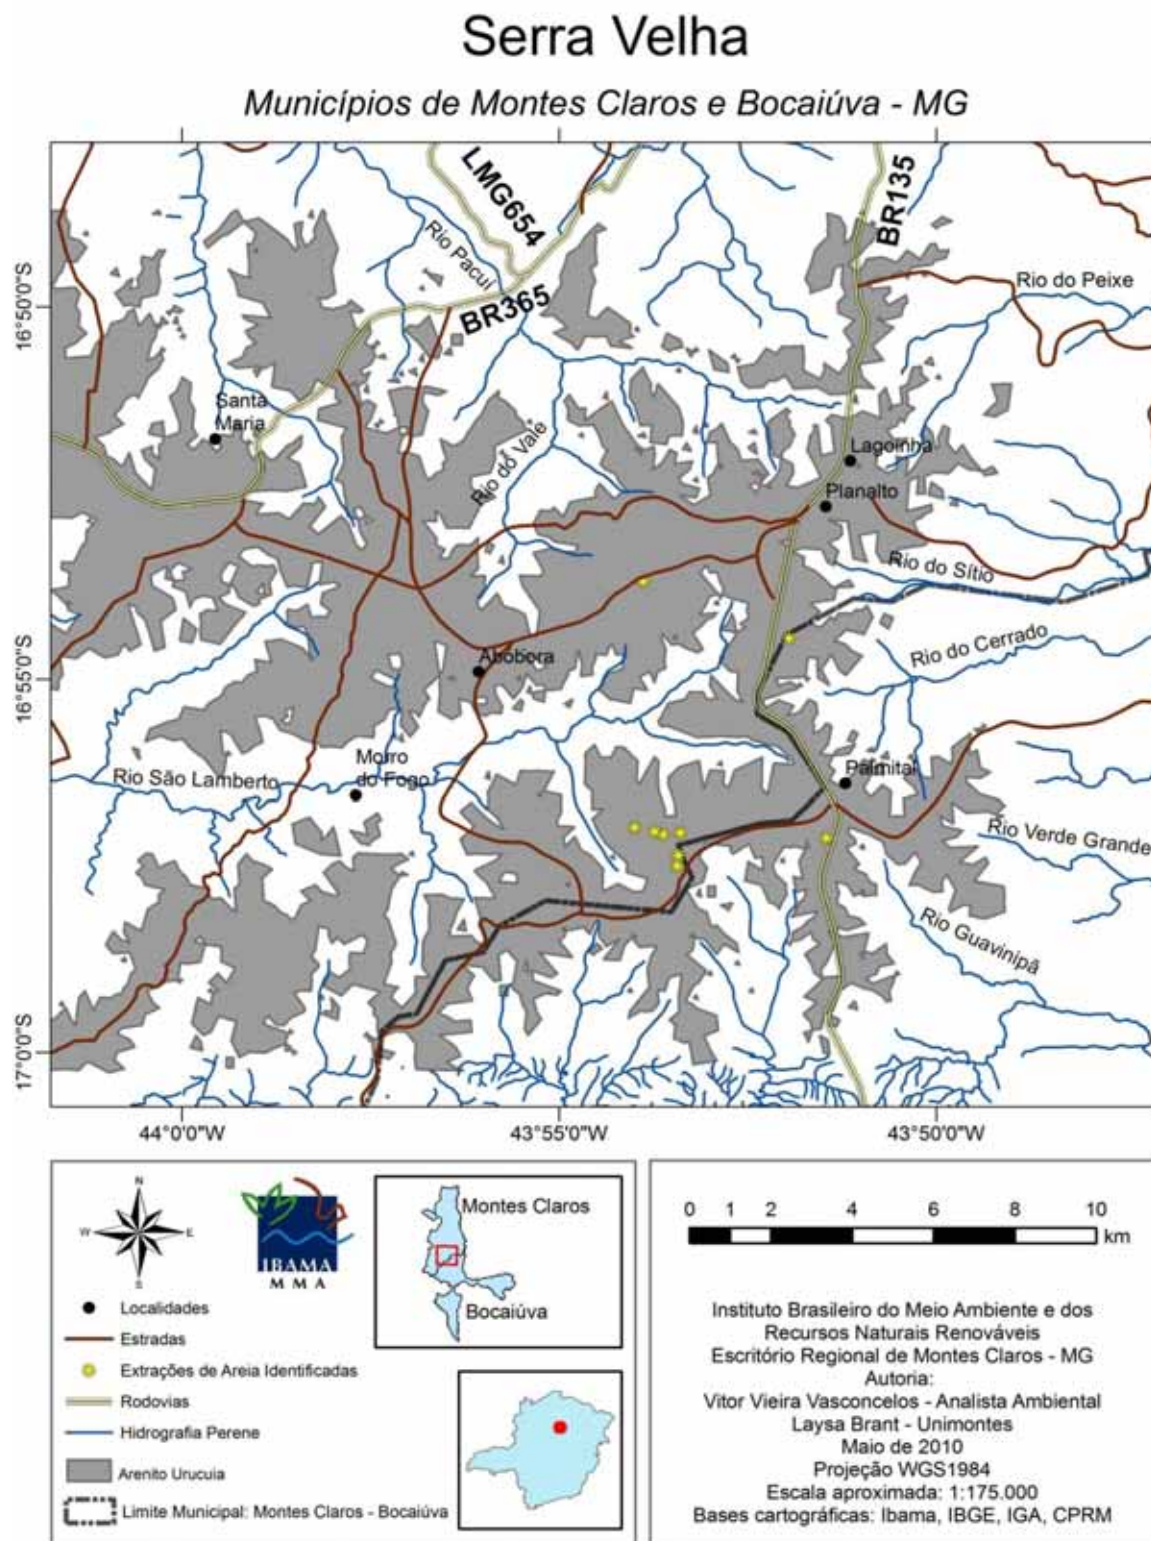 Serra Velha
Municípios de Montes Claros e Bocaiúva - MG
LMG654
BR135
Rio Pacuí
16°50'0"S
BR365
Rio do Peixe
Santa
Maria
Rio do Vale
Lagoinha
Planalto
Rio do Sítio
Rio do Cerrado
16°55'0"S
Abóbora
Morro
do Fogo
Rio São Lamberto
Palmital
Rio Verde Grande
Rio Guavinipã
17°0'0"S
44°0'0"W
43°55'0"W
43°50'0"W
N
W
E
S
IBAMA
M M A
Montes Claros
Bocaiúva
Localidades
Estradas
Extrações de Areia Identificadas
Rodovias
Hidrografia Perene
Arenito Urucuia
Limite Municipal: Montes Claros - Bocaiúva
0 1 2 4 6 8 10
km
Instituto Brasileiro do Meio Ambiente e dos
Recursos Naturais Renováveis
Escritório Regional de Montes Claros - MG
Autoria:
Vitor Vieira Vasconcelos - Analista Ambiental
Laysa Brant - Unimontes
Maio de 2010
Projeção WGS1984
Escala aproximada: 1:175.000
Bases cartográficas: Ibama, IBGE, IGA, CPRM